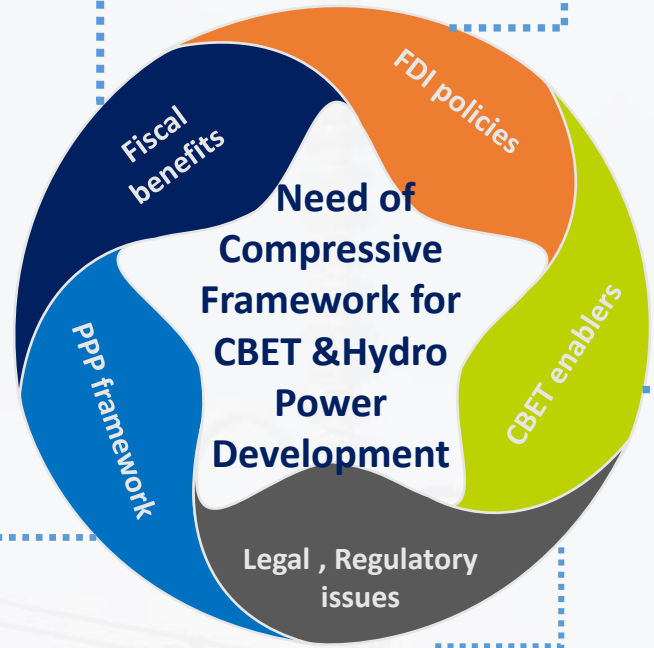 FDI policies
Fiscal
benefits
Need of
Compressive
Framework for
CBET &Hydro
Power
Development
CBET enablers
PPP framework
Legal , Regulatory
issues